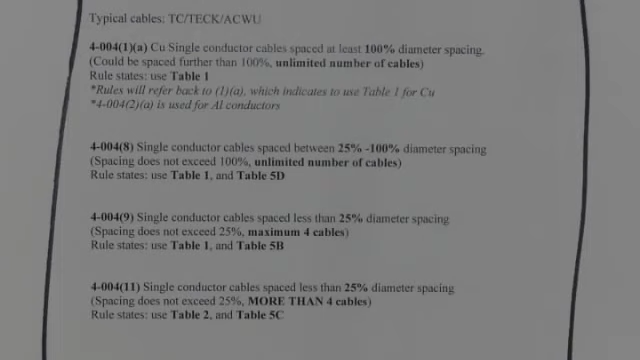 Typical cables: TC/TECK/ACWU
4-004(1)(a) Cu Single conductor cables spaced at least 100% diameter spacing.
(Could be spaced further than 100%, unlimited number of cables)
Rule states: use Table 1
*Rules will refer back to (1)(a), which indicates to use Table 1 for Cu
*4-004(2)(a) is used for Al conductors
4-004(8) Single conductor cables spaced between 25% -100% diameter spacing
(Spacing does not exceed 100%, unlimited number of cables)
Rule states: use Table 1, and Table 5D
4-004(9) Single conductor cables spaced less than 25% diameter spacing
(Spacing does not exceed 25%, maximum 4 cables)
Rule states: use Table 1, and Table 5B
4-004(11) Single conductor cables spaced less than 25% diameter spacing
(Spacing does not exceed 25%, MORE THAN 4 cables)
Rule states: use Table 2, and Table 5C